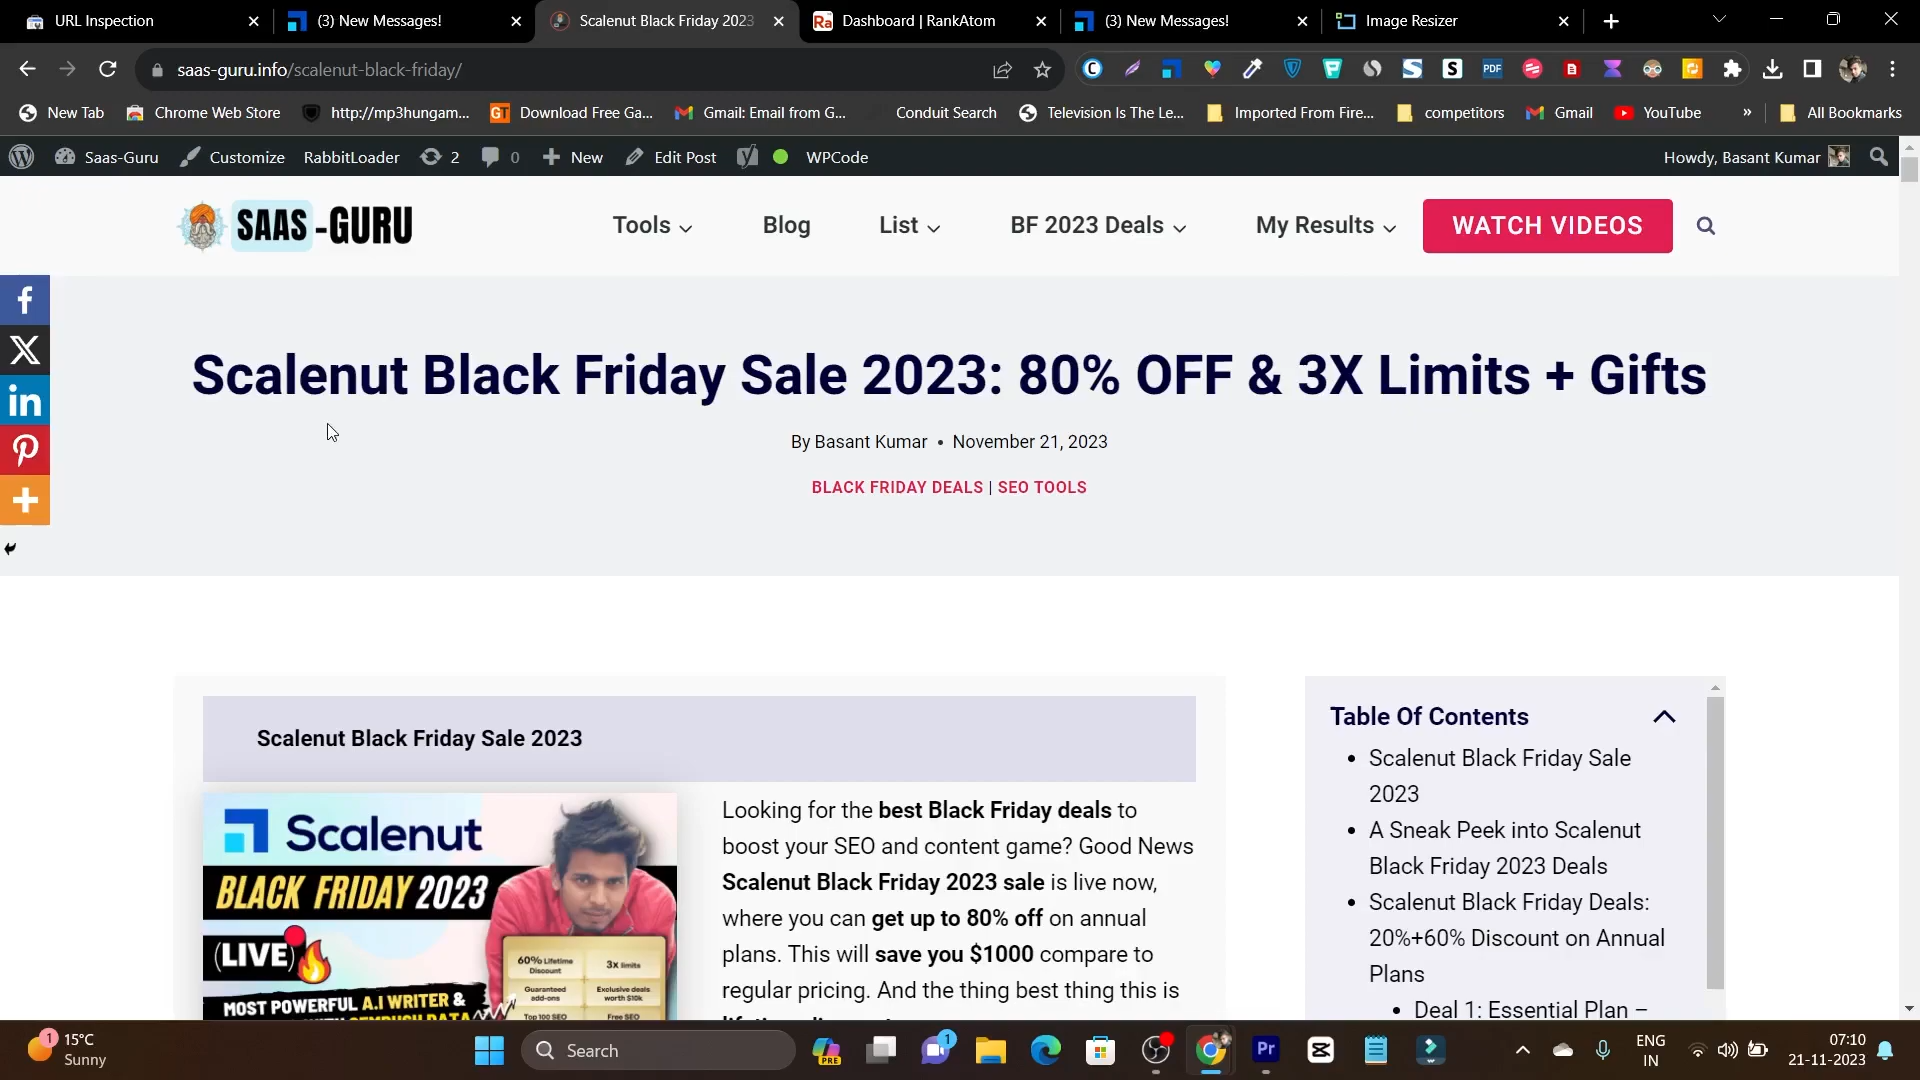 URL Inspection
(3) New Messages!
Scalenut Black Friday 2023
Ra
Dashboard | RankAtom
(3) New Messages!
Image Resizer
saas-guru.info/scalenut-black-friday/
PDF
New Tab
Chrome Web Store
http://mp3hungam...
GT
Download Free Ga...
Gmail: Email from G...
Conduit Search
Television Is The Le...
Imported From Fire...
competitors
Gmail
YouTube
»
All Bookmarks
Saas-Guru
Customize
RabbitLoader
2
0
New
Edit Post
WPCode
Howdy, Basant Kumar
SAAS-GURU
Tools
Blog
List
BF 2023 Deals
My Results
WATCH VIDEOS
Scalenut Black Friday Sale 2023: 80% OFF & 3X Limits + Gifts
By Basant Kumar • November 21, 2023
BLACK FRIDAY DEALS | SEO TOOLS
Scalenut Black Friday Sale 2023
Scalenut
BLACK FRIDAY 2023
(LIVE)
60% Lifetime
Discount
3x limits
Guaranteed
add-ons
Exclusive deals
worth $10k
Top 100 SEO
Free SEO
MOST POWERFUL A.I WRITER &
Looking for the best Black Friday deals to
boost your SEO and content game? Good News
Scalenut Black Friday 2023 sale is live now,
where you can get up to 80% off on annual
plans. This will save you $1000 compare to
regular pricing. And the thing best thing this is
Table Of Contents
• Scalenut Black Friday Sale
2023
• A Sneak Peek into Scalenut
Black Friday 2023 Deals
• Scalenut Black Friday Deals:
20%+60% Discount on Annual
Plans
• Deal 1: Essential Plan –
1
15°C
Sunny
Search
PRE
1
Pr
ENG
IN
07:10
21-11-2023